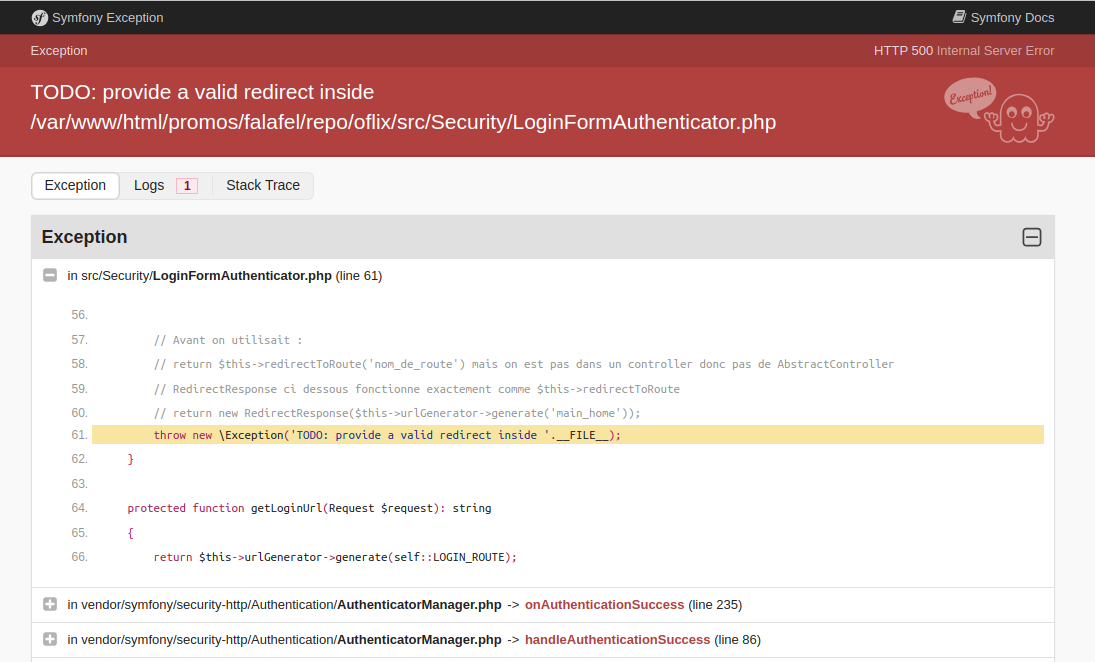 Symfony Exception
Symfony Docs
Exception
HTTP 500 Internal Server Error
TODO: provide a valid redirect inside
/var/www/html/promos/falafel/repo/oflix/src/Security/LoginFormAuthenticator.php
Exception!
Exception
Logs 1
Stack Trace
Exception
in src/Security/LoginFormAuthenticator.php (line 61)
56.
57. // Avant on utilisait :
58. // return $this->redirectToRoute('nom_de_route') mais on est pas dans un controller donc pas de AbstractController
59. // RedirectResponse ci dessous fonctionne exactement comme $this->redirectToRoute
60. // return new RedirectResponse($this->urlGenerator->generate('main_home'));
61. throw new \Exception('TODO: provide a valid redirect inside '.__FILE__);
62. }
63.
64. protected function getLoginUrl(Request $request): string
65. {
66. return $this->urlGenerator->generate(self::LOGIN_ROUTE);
in vendor/symfony/security-http/Authentication/AuthenticatorManager.php -> onAuthenticationSuccess (line 235)
in vendor/symfony/security-http/Authentication/AuthenticatorManager.php -> handleAuthenticationSuccess (line 86)